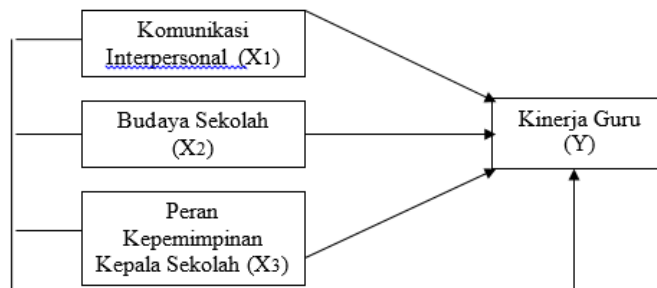 Komunikasi
Interpersonal (X1)
Budaya Sekolah
(X2)
Kinerja Guru
(Y)
Peran
Kepemimpinan
Kepala Sekolah (X3)